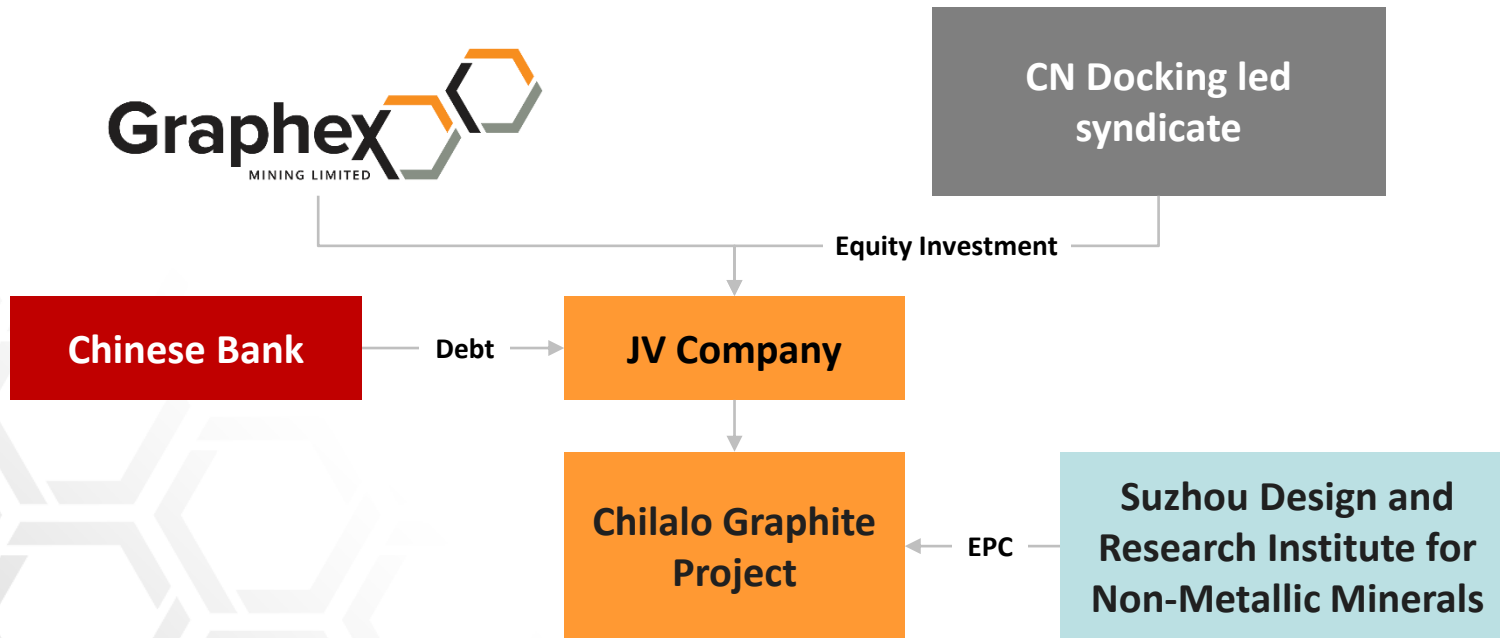 Graphex
MINING LIMITED
CN Docking led
syndicate
Equity Investment
Chinese Bank
Debt
JV Company
Chilalo Graphite
Project
EPC
Suzhou Design and
Research Institute for
Non-Metallic Minerals